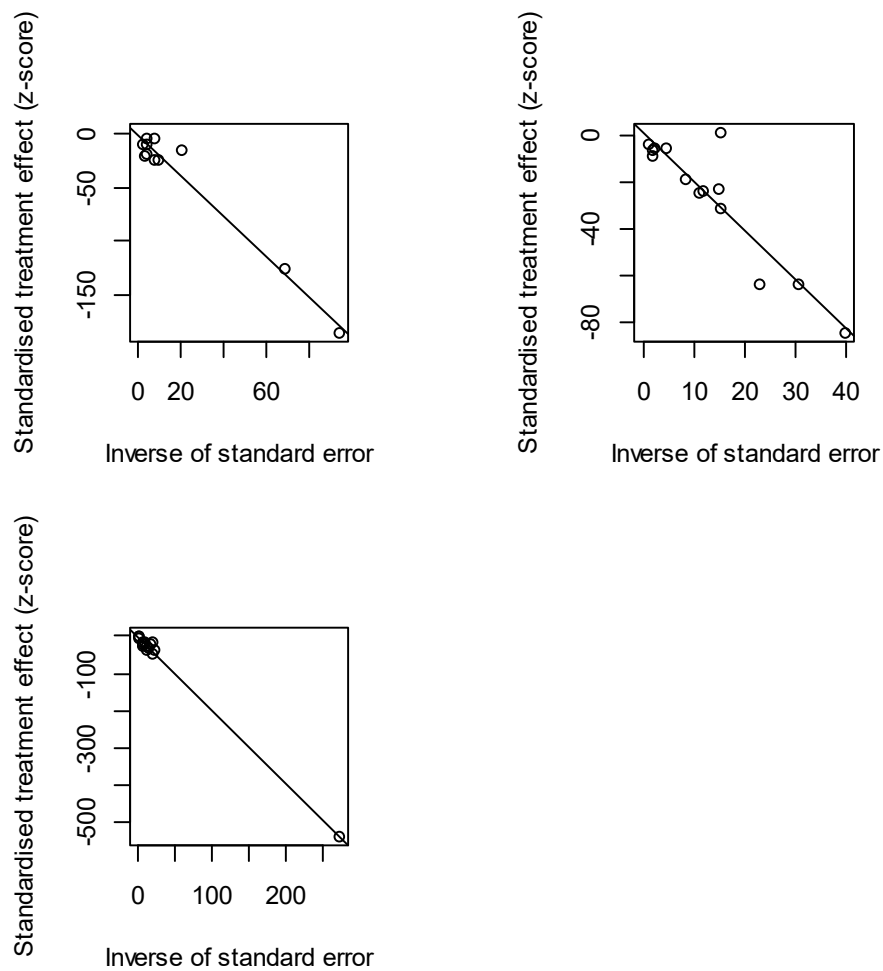 Standardised treatment effect (z-score)
0
-50
-150
0 20 60
Inverse of standard error
Standardised treatment effect (z-score)
0
-40
-80
0 10 20 30 40
Inverse of standard error
Standardised treatment effect (z-score)
-100
-300
-500
0 100 200
Inverse of standard error